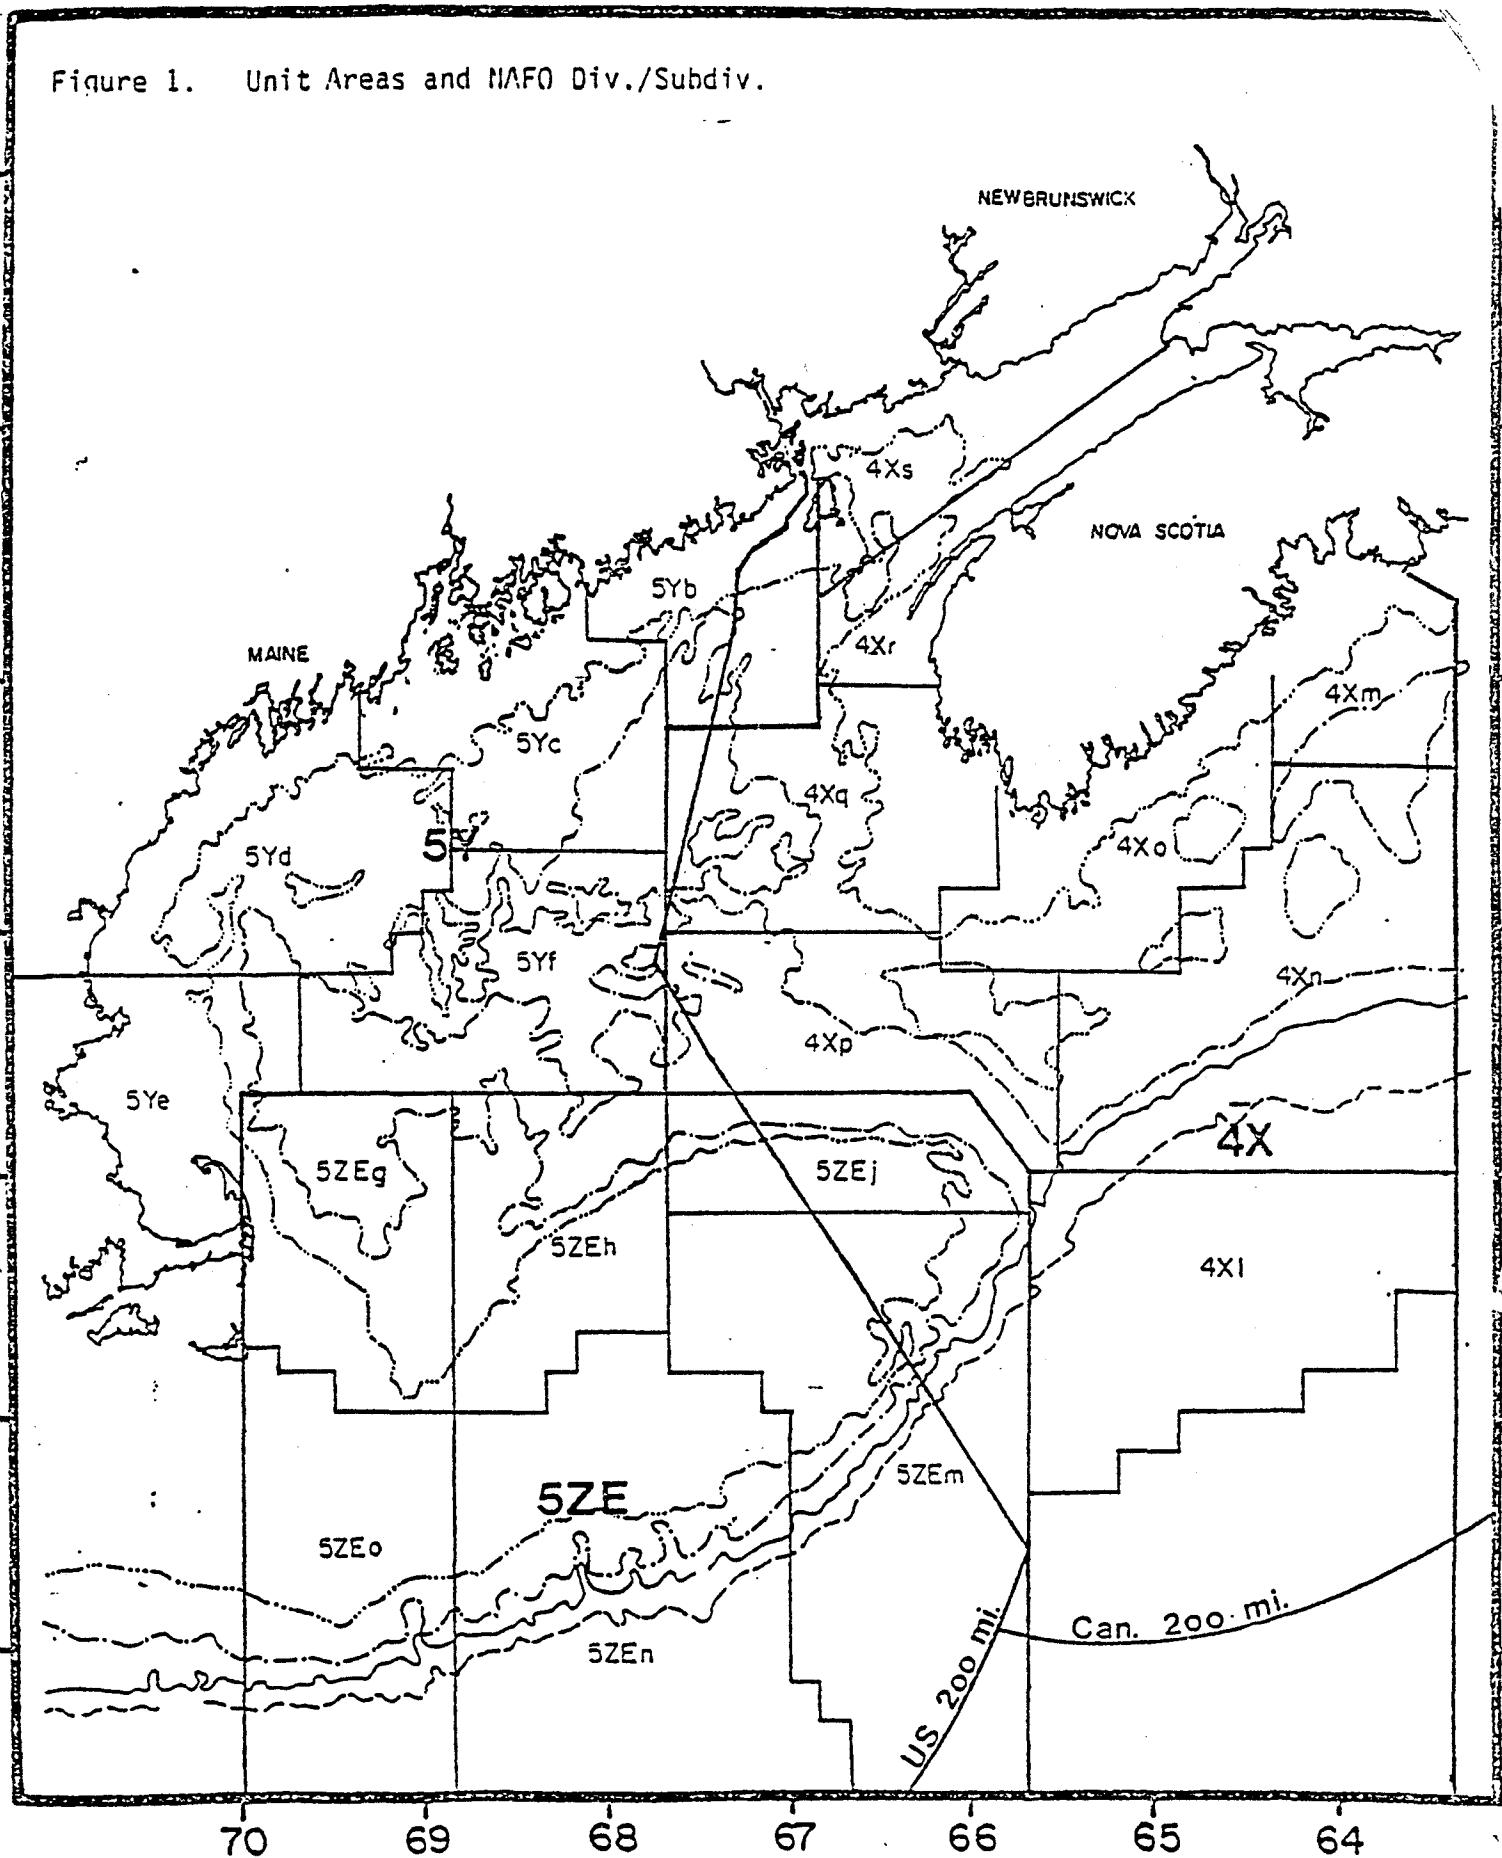 Figure 1. Unit Areas and NAFO Div./Subdiv.
NEWBRUNSWICK
4Xs
NOVA SCOTIA
5Yb
4Xr
MAINE
4Xm
5Yc
4Xq
5Y
4Xo
5Yd
5Yf
4Xn
4Xp
5Ye
4X
5ZEg
5ZEj
5ZEh
4Xl
5ZEm
5ZE
5ZEo
Can. 200 mi.
5ZEn
US 200 mi.
70 69 68 67 66 65 64